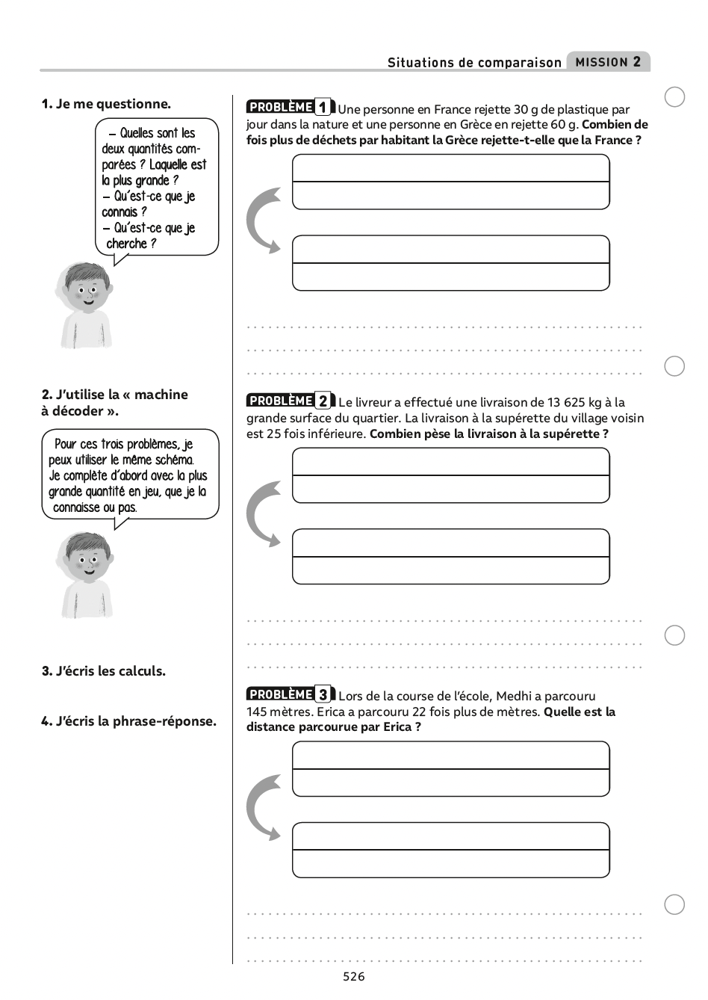 Situations de comparaison MISSION 2
1. Je me questionne.
– Quelles sont les
deux quantités com-
parées ? Laquelle est
la plus grande ?
– Qu’est-ce que je
connais ?
– Qu’est-ce que je
cherche ?
2. J’utilise la « machine
à décoder ».
Pour ces trois problèmes, je
peux utiliser le même schéma.
Je complète d’abord avec la plus
grande quantité en jeu, que je la
connaisse ou pas.
3. J’écris les calculs.
4. J’écris la phrase-réponse.
PROBLÈME 1 Une personne en France rejette 30 g de plastique par
jour dans la nature et une personne en Grèce en rejette 60 g. Combien de
fois plus de déchets par habitant la Grèce rejette-t-elle que la France ?
PROBLÈME 2 Le livreur a effectué une livraison de 13 625 kg à la
grande surface du quartier. La livraison à la supérette du village voisin
est 25 fois inférieure. Combien pèse la livraison à la supérette ?
PROBLÈME 3 Lors de la course de l’école, Medhi a parcouru
145 mètres. Erica a parcouru 22 fois plus de mètres. Quelle est la
distance parcourue par Erica ?
526